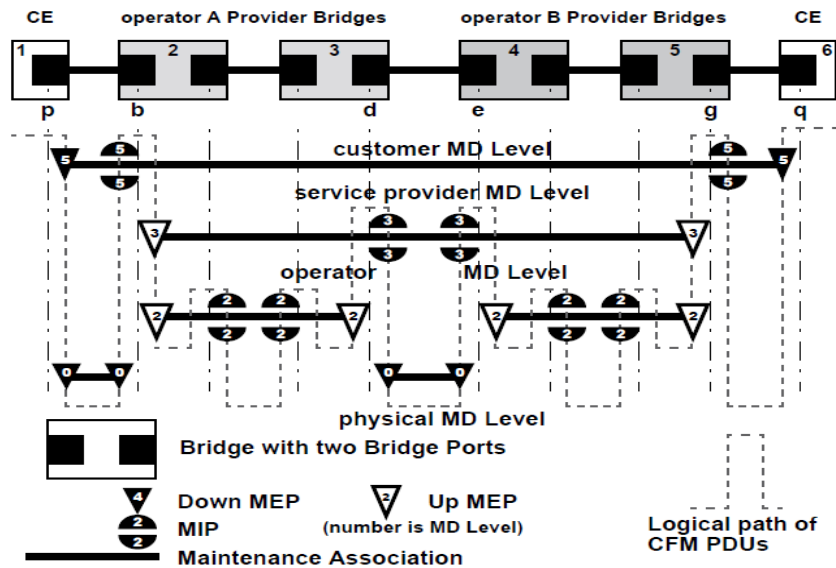 CE operator A Provider Bridges operator B Provider Bridges CE
1 2 3 4 5 6
p b d e g q
5 5 customer MD Level 5 5
5 5
service provider MD Level
3 3 3 3
3 3
operator MD Level
2 2 2 2 2 2 2 2
2 2 2 2
0 0 0 0
physical MD Level
Bridge with two Bridge Ports
4 Down MEP 2 Up MEP
2 MIP (number is MD Level)
2
Maintenance Association
Logical path of
CFM PDUs